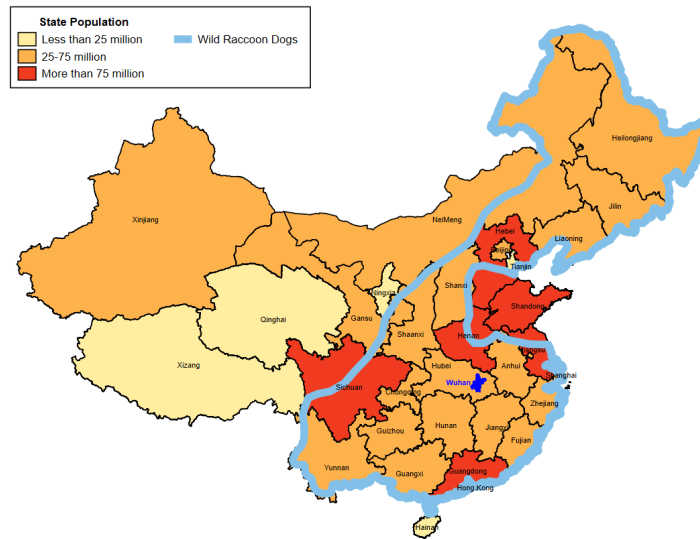 State Population
Less than 25 million
Wild Raccoon Dogs
25-75 million
More than 75 million
Heilongjiang
Jilin
Xinjiang
NeiMeng
Hebei
Liaoning
Beijing
Tianjin
Ningxia
Shanxi
Shandong
Qinghai
Gansu
Shaanxi
Henan
Jiangsu
Xizang
Hubei
Anhui
Shanghai
Sichuan
Wuhan
Chongqing
Zhejiang
Hunan
Jiangxi
Guizhou
Fujian
Yunnan
Guangxi
Guangdong
Hong Kong
Hainan